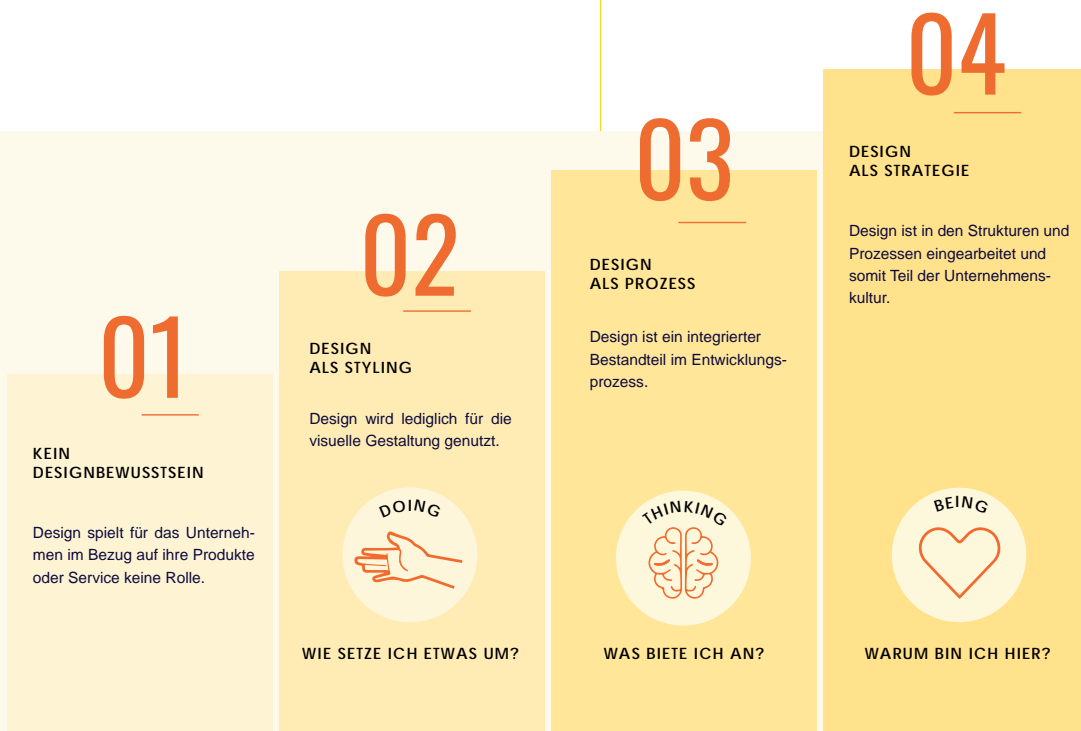 01
KEIN
DESIGNBEWUSSTSEIN
Design spielt für das Unterneh-
men im Bezug auf ihre Produkte
oder Service keine Rolle.
02
DESIGN
ALS STYLING
Design wird lediglich für die
visuelle Gestaltung genutzt.
DOING
WIE SETZE ICH ETWAS UM?
03
DESIGN
ALS PROZESS
Design ist ein integrierter
Bestandteil im Entwicklungs-
prozess.
THINKING
WAS BIETE ICH AN?
04
DESIGN
ALS STRATEGIE
Design ist in den Strukturen und
Prozessen eingearbeitet und
somit Teil der Unternehmens-
kultur.
BEING
WARUM BIN ICH HIER?